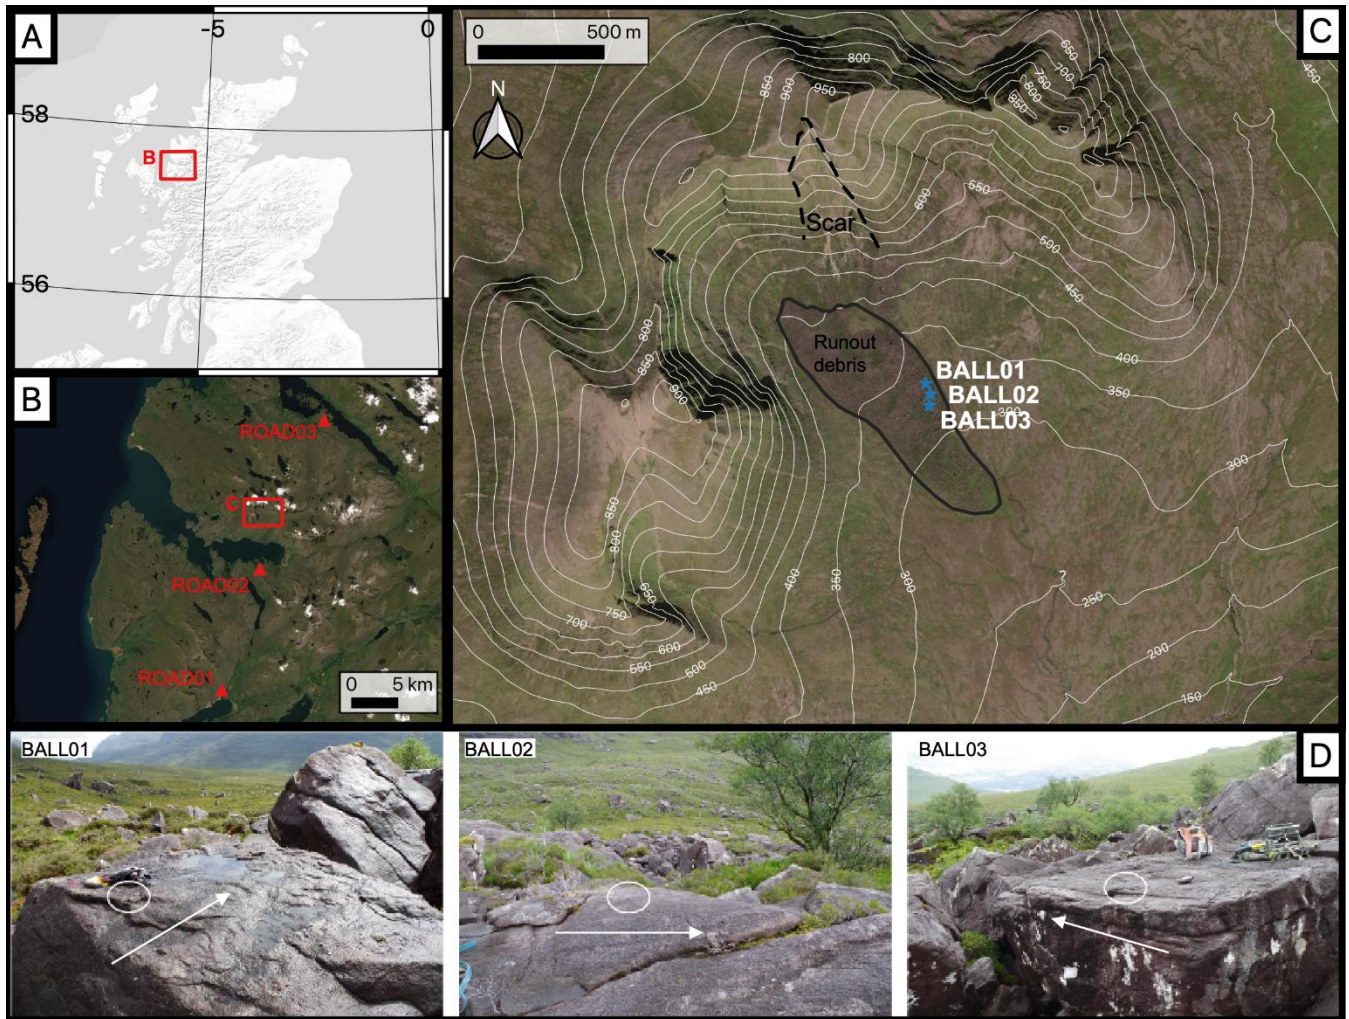 A
-5
0
58
B
56
B
ROAD03
C
ROAD02
ROAD01
0 5 km
C
0 500 m
N
650
800
750
700
450
850
900
950
800
850
550
600
Scar
500
450
800
400
Runout
debris
850
350
BALL01
BALL02
BALL03
900
300
300
850
800
400
350
300
250
650
750
700
600
550
500
450
200
150
BALL01
BALL02
BALL03
D